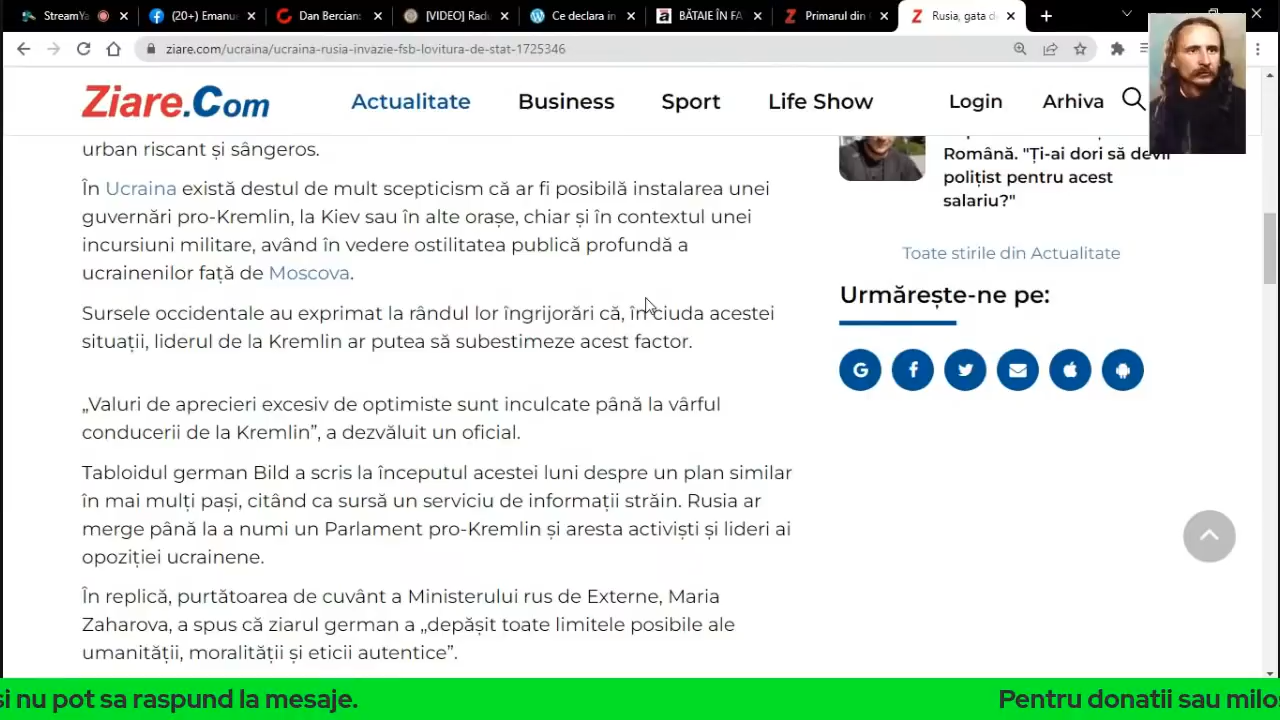 StreamYa
(20+) Emanue
Dan Bercian
[VIDEO] Rad
Ce declara in
BĂTAIE ÎN FA
Primarul din
Rusia, gata d
ziare.com/ucraina/ucraina-rusia-invazie-fsb-lovitura-de-stat-1725346
Ziare.Com
Actualitate
Business
Sport
Life Show
Login
Arhiva
urban riscant și sângeros.
În Ucraina există destul de mult scepticism că ar fi posibilă instalarea unei
guvernări pro-Kremlin, la Kiev sau în alte orașe, chiar și în contextul unei
incursiuni militare, având în vedere ostilitatea publică profundă a
ucrainenilor față de Moscova.
Sursele occidentale au exprimat la rândul lor îngrijorări că, în ciuda acestei
situații, liderul de la Kremlin ar putea să subestimeze acest factor.
„Valuri de aprecieri excesiv de optimiste sunt inculcate până la vârful
conducerii de la Kremlin”, a dezvăluit un oficial.
Tabloidul german Bild a scris la începutul acestei luni despre un plan similar
în mai mulți pași, citând ca sursă un serviciu de informații străin. Rusia ar
merge până la a numi un Parlament pro-Kremlin și aresta activiști și lideri ai
opoziției ucrainene.
În replică, purtătoarea de cuvânt a Ministerului rus de Externe, Maria
Zaharova, a spus că ziarul german a „depășit toate limitele posibile ale
umanității, moralității și eticii autentice”.
Română. "Ți-ai dori să devii
polițist pentru acest
salariu?"
Toate stirile din Actualitate
Urmărește-ne pe:
si nu pot sa raspund la mesaje.
Pentru donatii sau milos